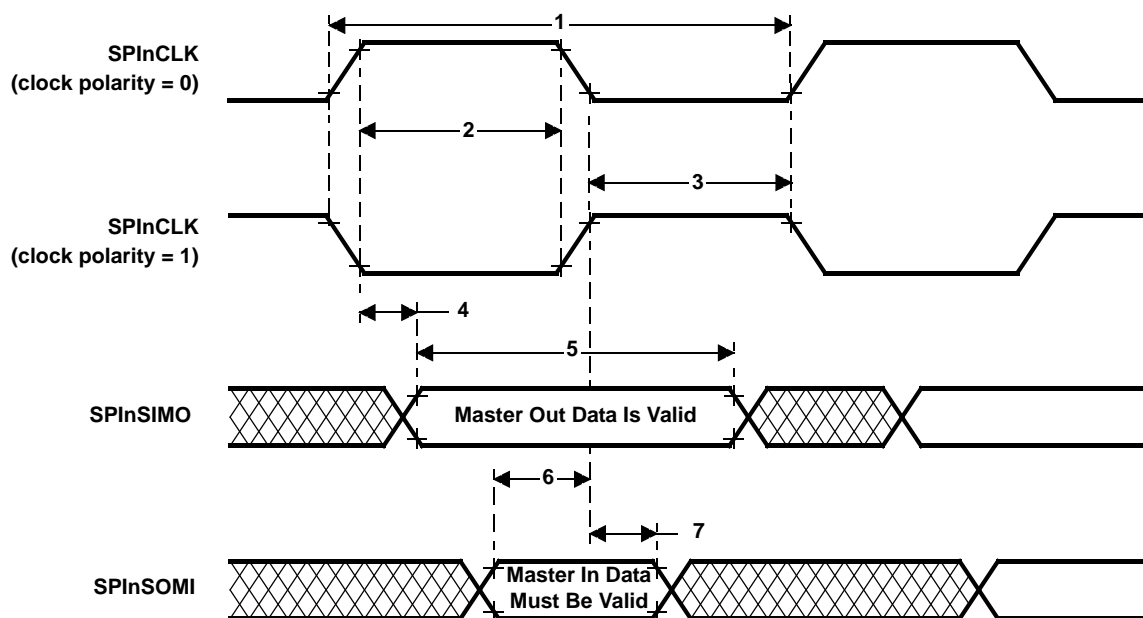 1
SPInCLK
(clock polarity = 0)
2
3
SPInCLK
(clock polarity = 1)
4
5
SPInSIMO
Master Out Data Is Valid
6
7
SPInSOMI
Master In Data
Must Be Valid